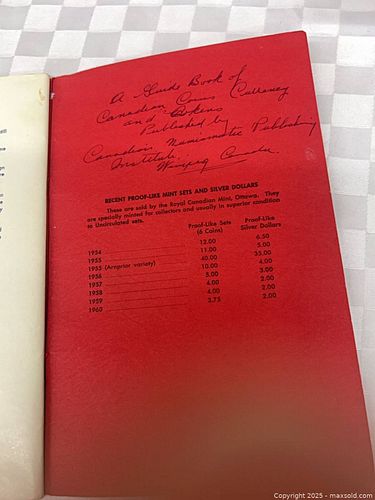 A Guide Book of
Canadian Coins Currency
and Tokens
Published by
Canadian Numismatic Publishing
Institute
Winnipeg Canada.
RECENT PROOF-LIKE MINT SETS AND SILVER DOLLARS
These are sold by the Royal Canadian Mint, Ottawa. They
are specially minted for collectors and usually in superior condition
to Uncirculated sets.
Proof-Like Sets Proof-Like
(6 Coins) Silver Dollars
1954 12.00 6.50
1955 11.00 5.00
1955 (Arnprior variety) 40.00 35.00
1956 10.00 4.00
1957 5.00 3.00
1958 4.00 2.00
1959 4.00 2.00
1960 3.75 2.00
Copyright 2025 - maxsold.com